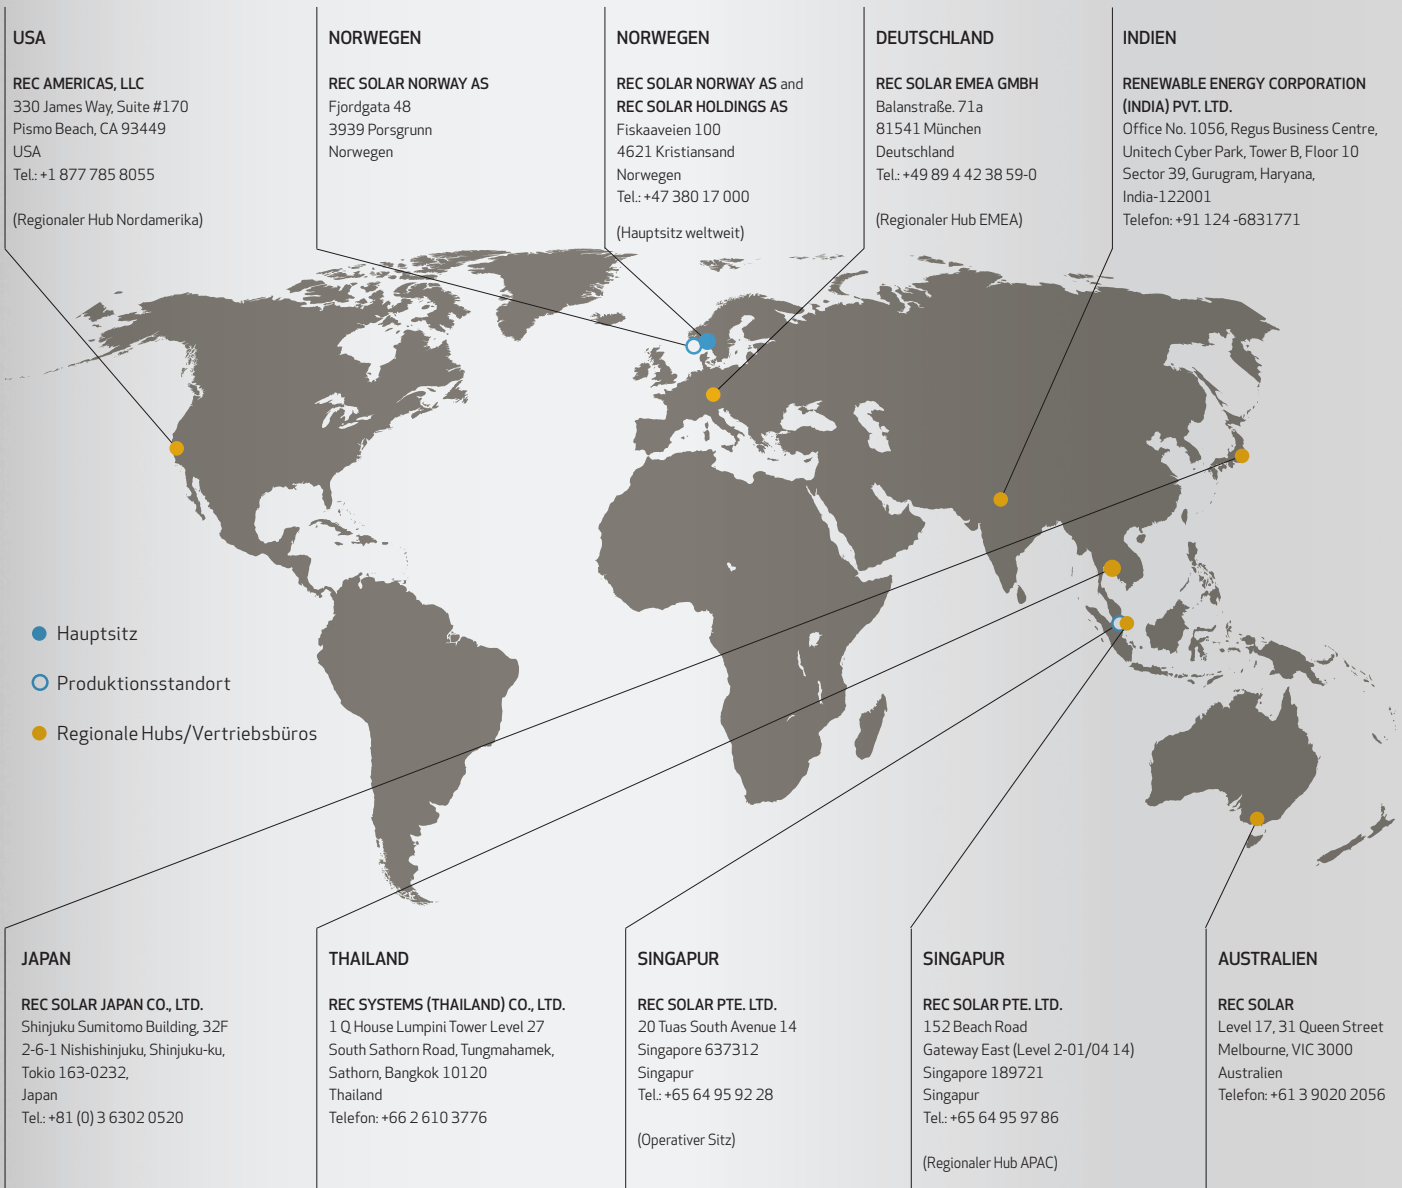 USA
REC AMERICAS, LLC
330 James Way, Suite #170
Pismo Beach, CA 93449
USA
Tel.: +1 877 785 8055
(Regionaler Hub Nordamerika)
NORWEGEN
REC SOLAR NORWAY AS
Fjordgata 48
3939 Porsgrunn
Norwegen
NORWEGEN
REC SOLAR NORWAY AS and
REC SOLAR HOLDINGS AS
Fiskaaveien 100
4621 Kristiansand
Norwegen
Tel.: +47 380 17 000
(Hauptsitz weltweit)
DEUTSCHLAND
REC SOLAR EMEA GMBH
Balanstraße. 71a
81541 München
Deutschland
Tel.: +49 89 4 42 38 59-0
(Regionaler Hub EMEA)
INDIEN
RENEWABLE ENERGY CORPORATION
(INDIA) PVT. LTD.
Office No. 1056, Regus Business Centre,
Unitech Cyber Park, Tower B, Floor 10
Sector 39, Gurugram, Haryana,
India-122001
Telefon: +91 124 -6831771
Hauptsitz
Produktionsstandort
Regionale Hubs/Vertriebsbüros
JAPAN
REC SOLAR JAPAN CO., LTD.
Shinjuku Sumitomo Building, 32F
2-6-1 Nishishinjuku, Shinjuku-ku,
Tokio 163-0232,
Japan
Tel.: +81 (0) 3 6302 0520
THAILAND
REC SYSTEMS (THAILAND) CO., LTD.
1 Q House Lumpini Tower Level 27
South Sathorn Road, Tungmahamek,
Sathorn, Bangkok 10120
Thailand
Telefon: +66 2 610 3776
SINGAPUR
REC SOLAR PTE. LTD.
20 Tuas South Avenue 14
Singapore 637312
Singapur
Tel.: +65 64 95 92 28
(Operativer Sitz)
SINGAPUR
REC SOLAR PTE. LTD.
152 Beach Road
Gateway East (Level 2-01/04 14)
Singapore 189721
Singapur
Tel.: +65 64 95 97 86
(Regionaler Hub APAC)
AUSTRALIEN
REC SOLAR
Level 17, 31 Queen Street
Melbourne, VIC 3000
Australien
Telefon: +61 3 9020 2056